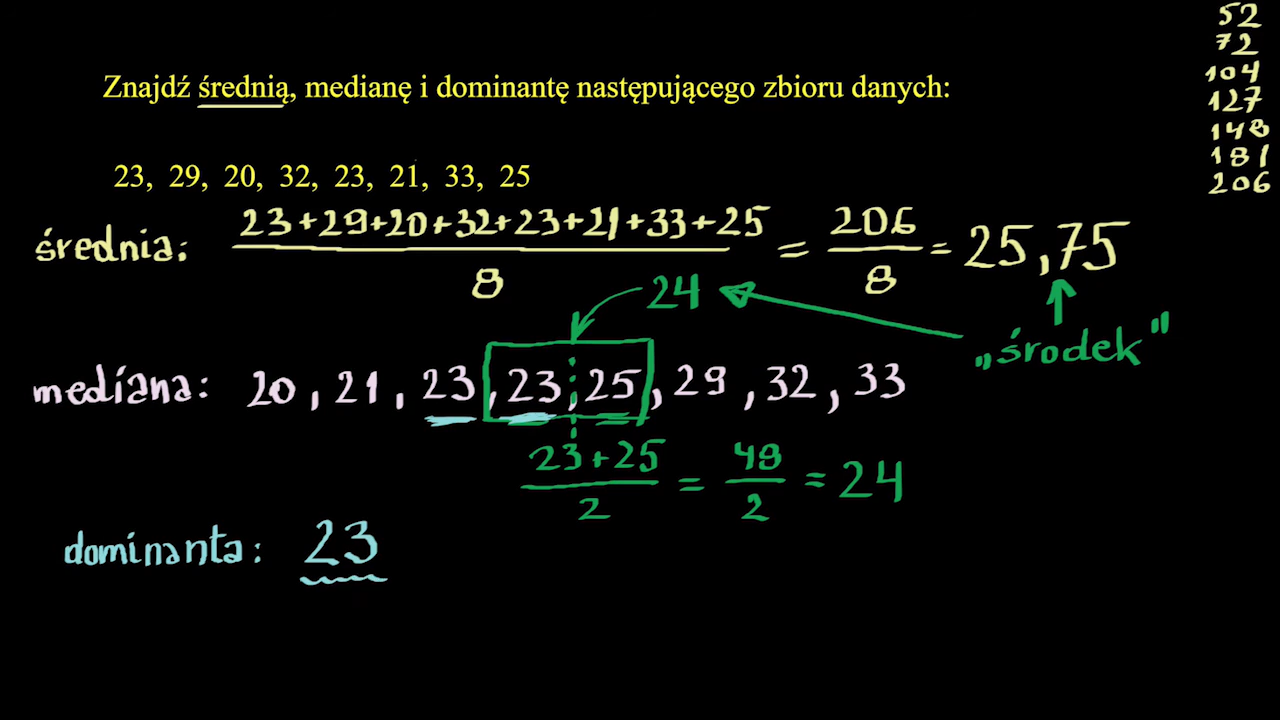 Znajdź średnią, medianę i dominantę następującego zbioru danych:
23, 29, 20, 32, 23, 21, 33, 25
średnia: 23+29+20+32+23+21+33+25 / 8 = 206 / 8 = 25,75
24
„środek"
mediana: 20, 21, 23, 23, 25, 29, 32, 33
23+25 / 2 = 48 / 2 = 24
dominanta: 23
52
72
104
127
148
181
206